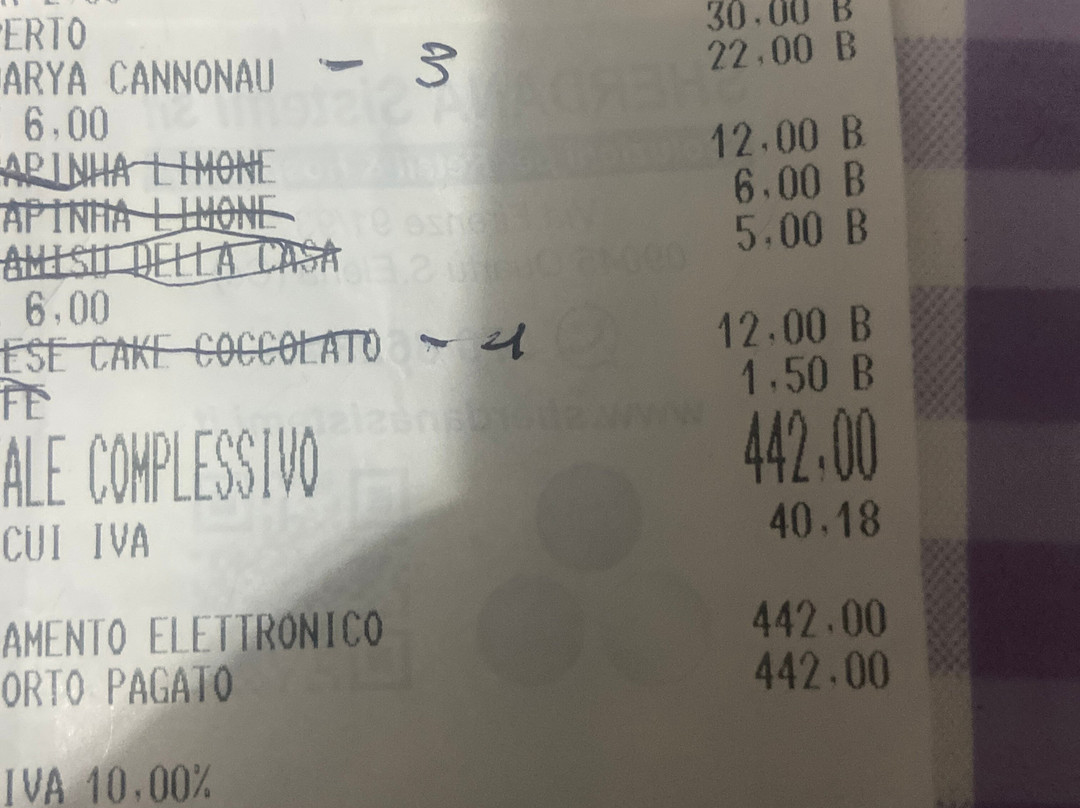 ERTO 30,00 B
ARYA CANNONAU - 3 22,00 B
6,00
APINHA LIMONE 12,00 B
APINHA LIMONE 6,00 B
AMISU DELLA CASA 5,00 B
6,00
ESE CAKE COCCOLATO - 4 12,00 B
FE 1,50 B
ALE COMPLESSIVO 442,00
CUI IVA 40,18
AMENTO ELETTRONICO 442,00
ORTO PAGATO 442,00
IVA 10,00%